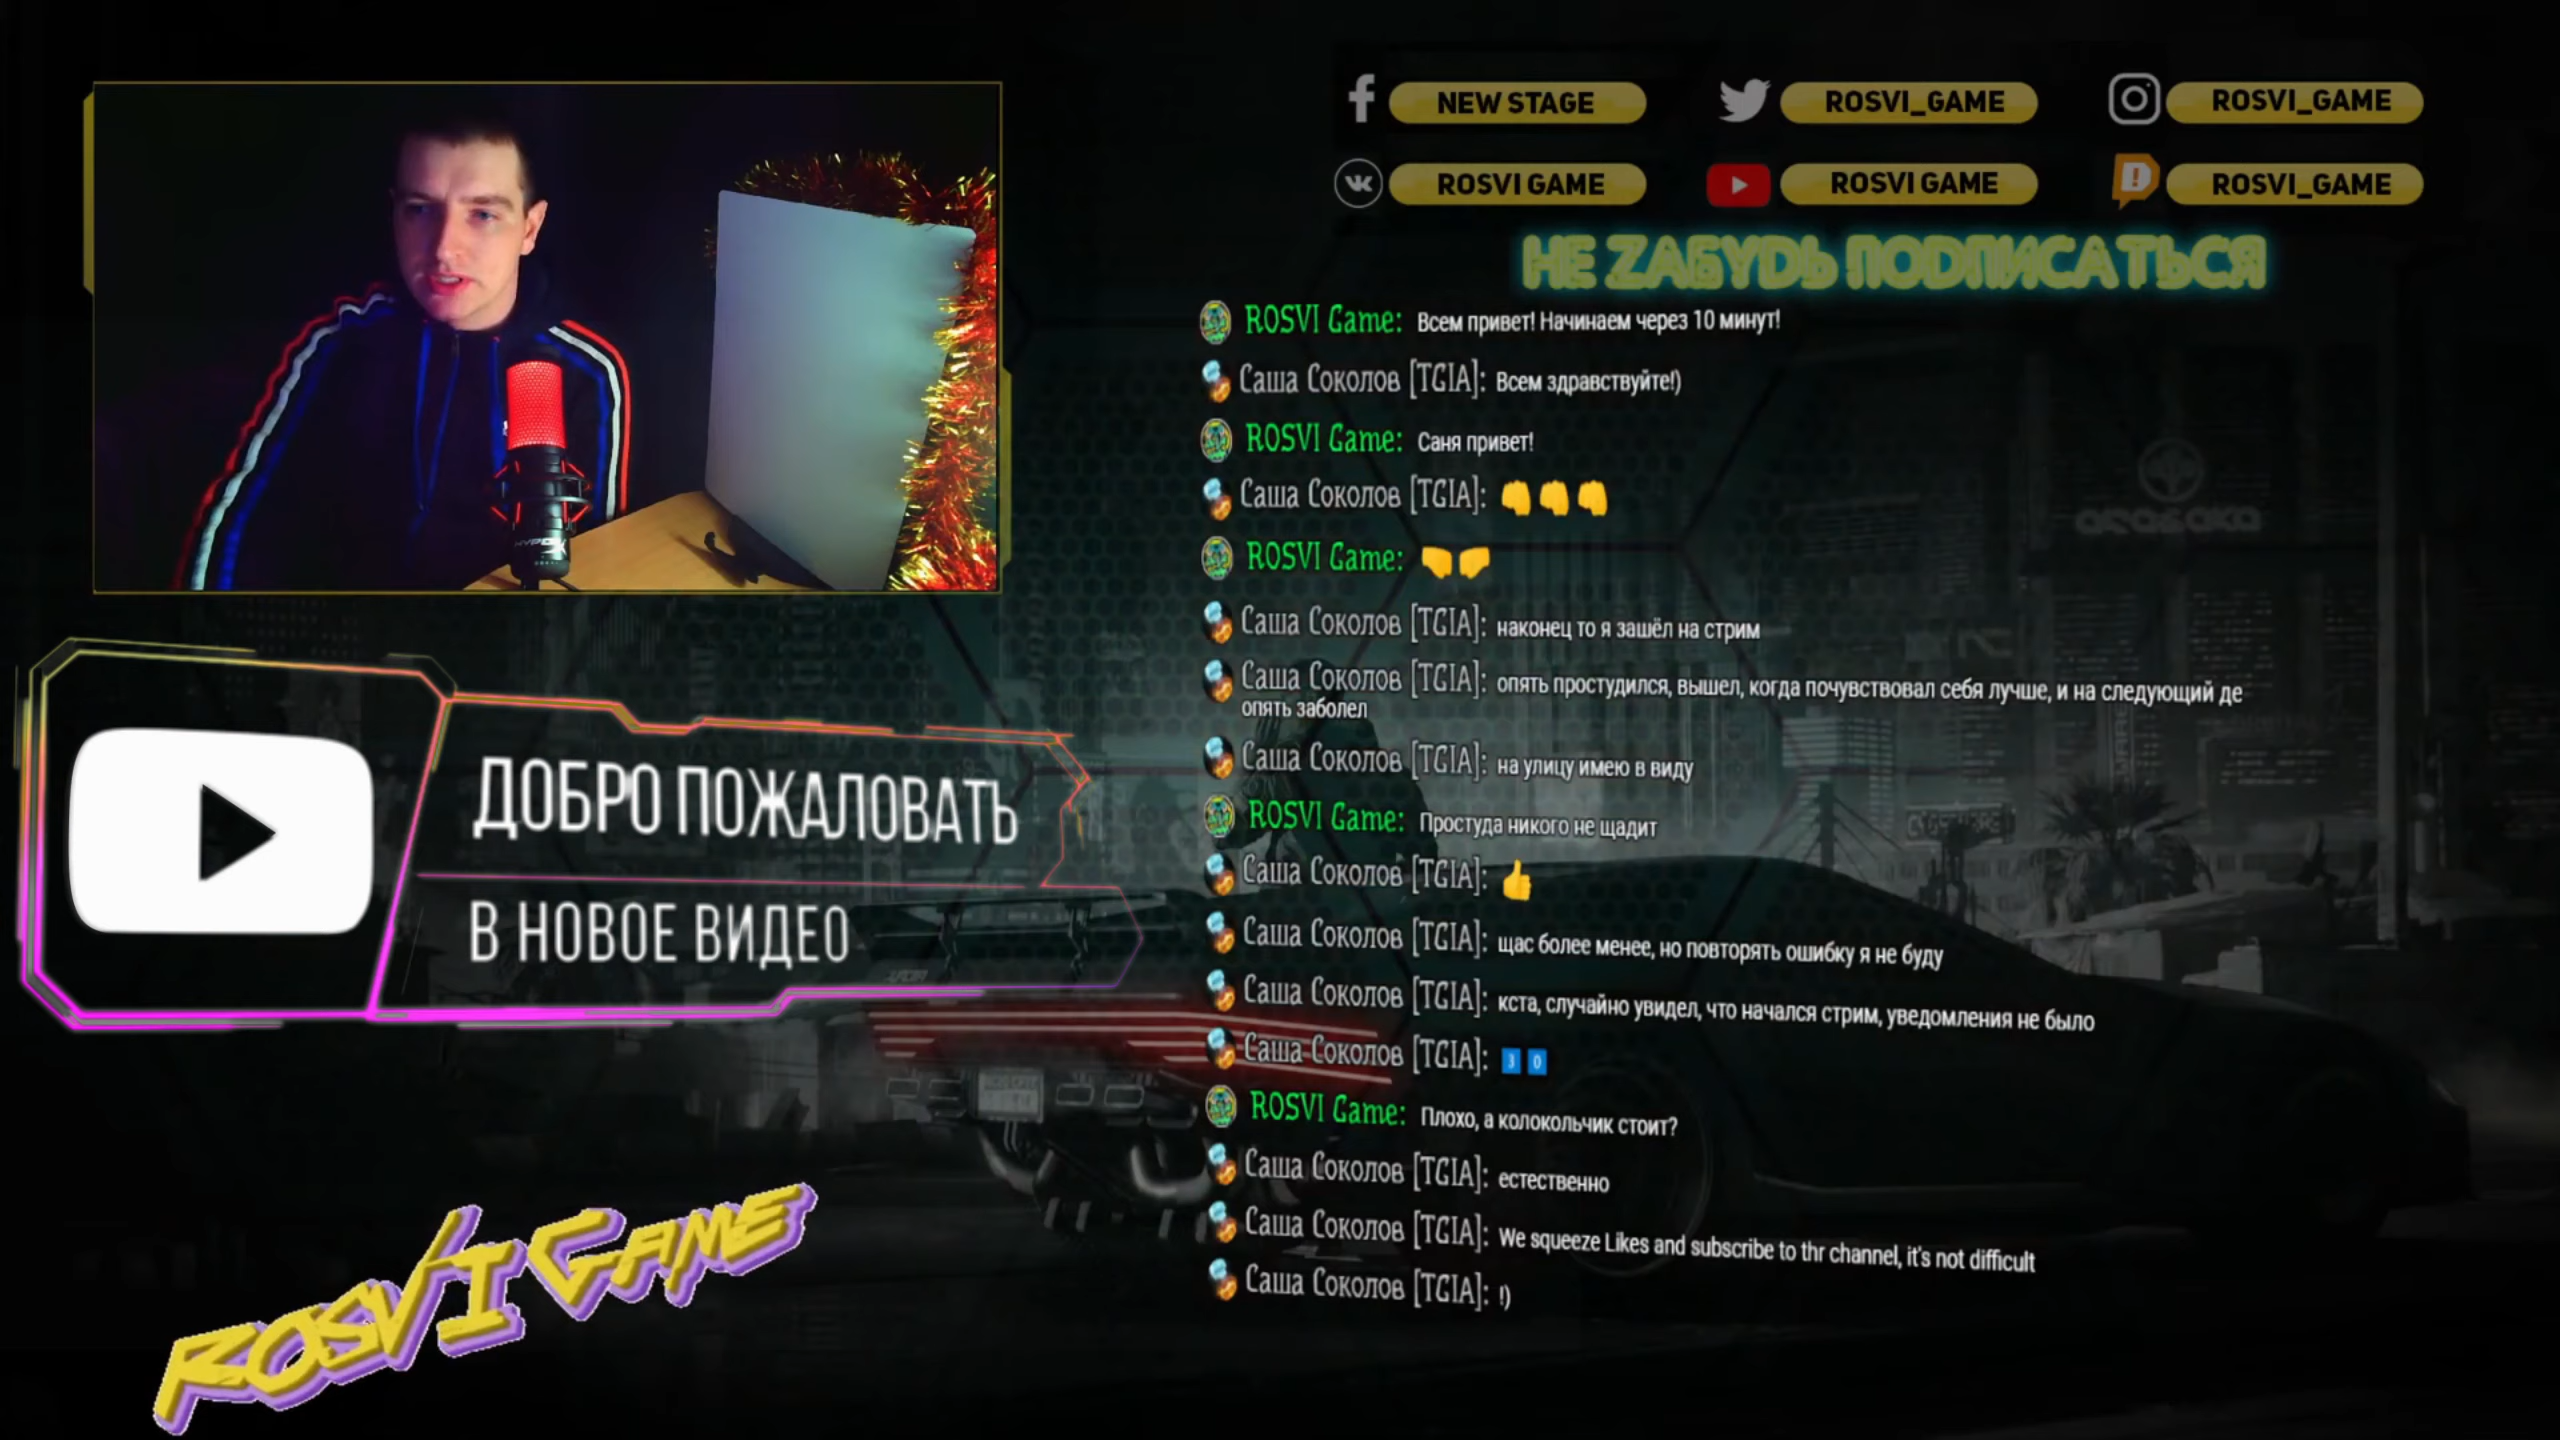 NEW STAGE
ROSVI_GAME
ROSVI_GAME
ROSVI GAME
ROSVI GAME
ROSVI_GAME
НЕ ZАБУDЬ ПОDПИСАТЬСЯ
ROSVI Game: Всем привет! Начинаем через 10 минут!
Саша Соколов [TGIA]: Всем здравствуйте!)
ROSVI Game: Саня привет!
Саша Соколов [TGIA]: 👊👊👊
ROSVI Game: 🤜🤛
Саша Соколов [TGIA]: наконец то я зашёл на стрим
Саша Соколов [TGIA]: опять простудился, вышел, когда почувствовал себя лучше, и на следующий де
опять заболел
Саша Соколов [TGIA]: на улицу имею в виду
ROSVI Game: Простуда никого не щадит
Саша Соколов [TGIA]: 👍
Саша Соколов [TGIA]: щас более менее, но повторять ошибку я не буду
Саша Соколов [TGIA]: кста, случайно увидел, что начался стрим, уведомления не было
Саша Соколов [TGIA]: 3 0
ROSVI Game: Плохо, а колокольчик стоит?
Саша Соколов [TGIA]: естественно
Саша Соколов [TGIA]: We squeeze Likes and subscribe to thr channel, it's not difficult
Саша Соколов [TGIA]: !)
ДОБРО ПОЖАЛОВАТЬ
В НОВОЕ ВИДЕО
ROSVI GAME
HYPERX
arasaka